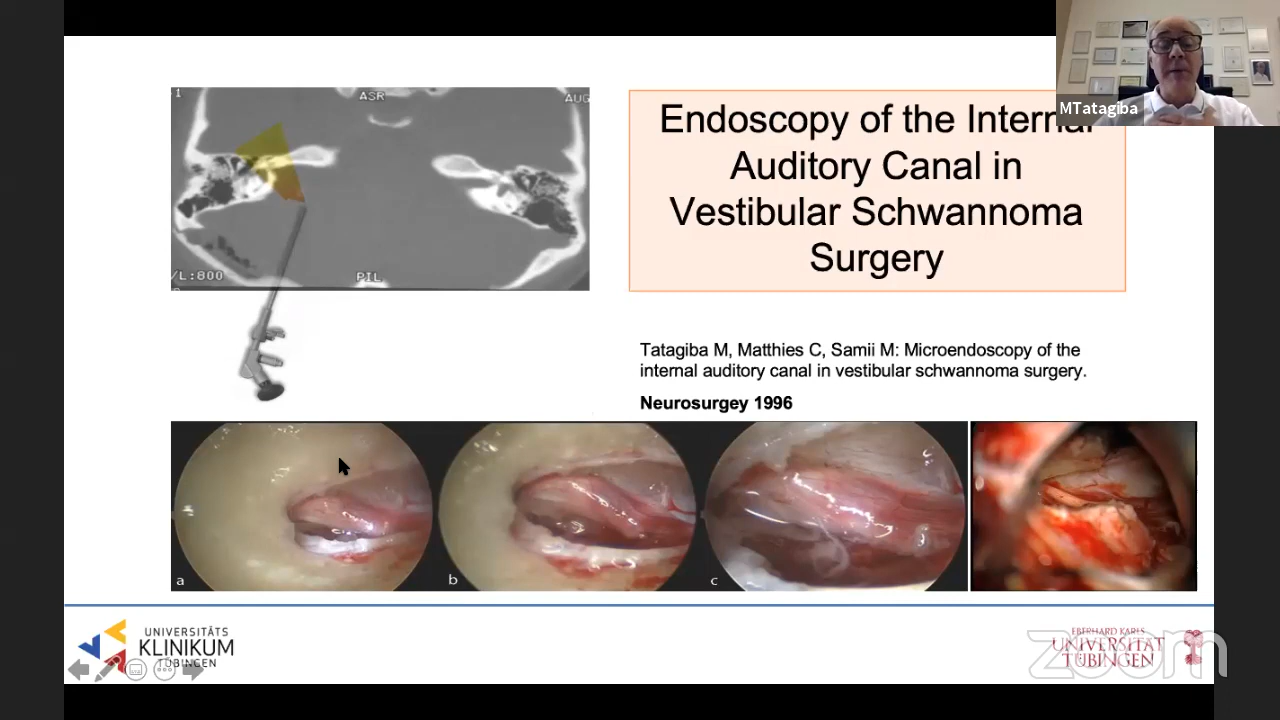 1
ASR
AUG
/L:800
PIL
MTatagiba
Endoscopy of the Internal
Auditory Canal in
Vestibular Schwannoma
Surgery
Tatagiba M, Matthies C, Samii M: Microendoscopy of the
internal auditory canal in vestibular schwannoma surgery.
Neurosurgey 1996
a
b
c
UNIVERSITÄTS
KLINIKUM
TÜBINGEN
EBERHARD KARLS
UNIVERSITÄT
TÜBINGEN
zoom